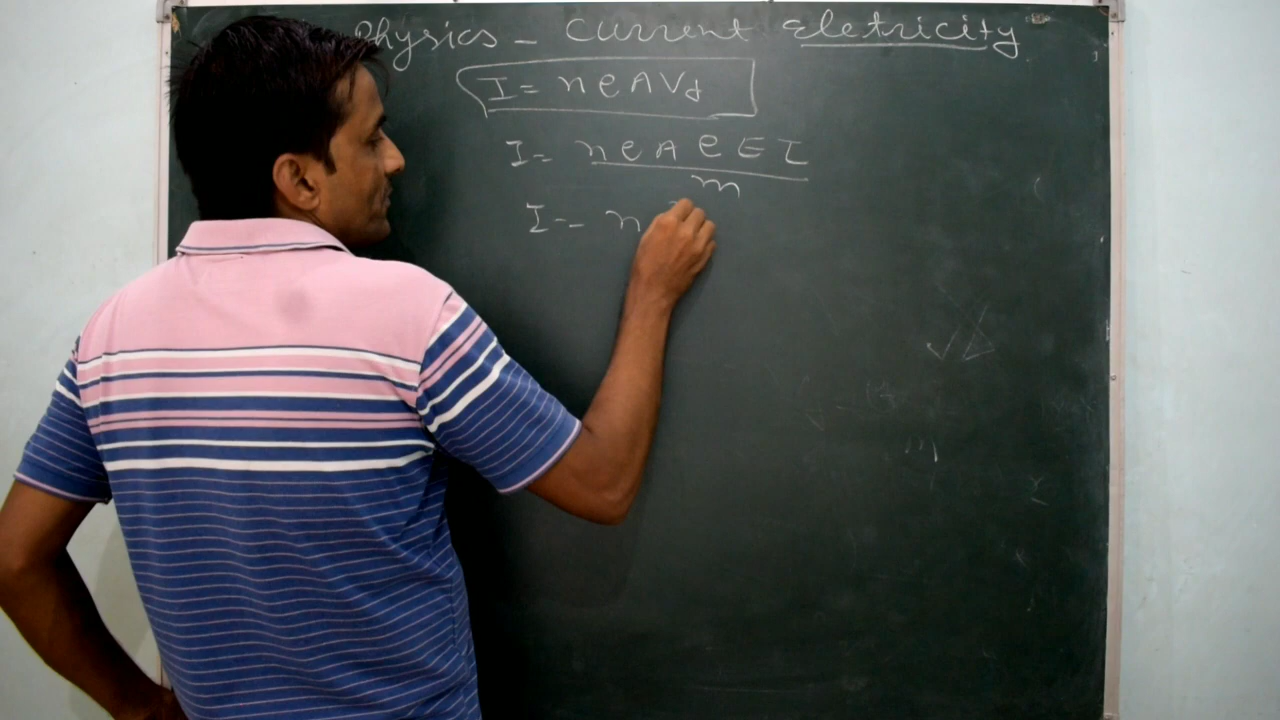 Physics - Current Eletricity
I = neAVd
I = neAeEτ
m
I = n